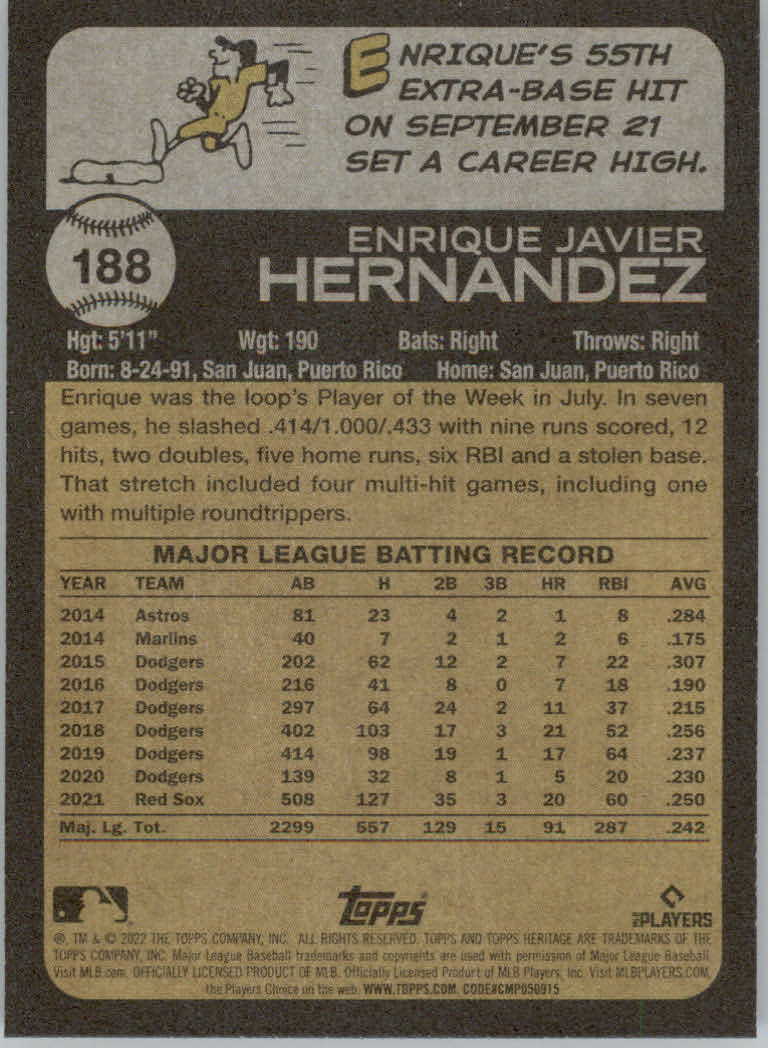 ENRIQUE'S 55TH
EXTRA-BASE HIT
ON SEPTEMBER 21
SET A CAREER HIGH.
188
ENRIQUE JAVIER
HERNANDEZ
Hgt: 5'11" Wgt: 190 Bats: Right Throws: Right
Born: 8-24-91, San Juan, Puerto Rico Home: San Juan, Puerto Rico
Enrique was the loop's Player of the Week in July. In seven
games, he slashed .414/1.000/.433 with nine runs scored, 12
hits, two doubles, five home runs, six RBI and a stolen base.
That stretch included four multi-hit games, including one
with multiple roundtrippers.
MAJOR LEAGUE BATTING RECORD
YEAR TEAM AB H 2B 3B HR RBI AVG
2014 Astros 81 23 4 2 1 8 .284
2014 Marlins 40 7 2 1 2 6 .175
2015 Dodgers 202 62 12 2 7 22 .307
2016 Dodgers 216 41 8 0 7 18 .190
2017 Dodgers 297 64 24 2 11 37 .215
2018 Dodgers 402 103 17 3 21 52 .256
2019 Dodgers 414 98 19 1 17 64 .237
2020 Dodgers 139 32 8 1 5 20 .230
2021 Red Sox 508 127 35 3 20 60 .250
Maj. Lg. Tot. 2299 557 129 15 91 287 .242
Topps
MLB PLAYERS
®, TM & © 2022 THE TOPPS COMPANY, INC. ALL RIGHTS RESERVED. TOPPS AND TOPPS HERITAGE ARE TRADEMARKS OF THE
TOPPS COMPANY, INC. Major League Baseball trademarks and copyrights are used with permission of Major League Baseball.
Visit MLB.com. OFFICIALLY LICENSED PRODUCT OF MLB. Officially Licensed Product of MLB Players, Inc. Visit MLBPLAYERS.COM,
the Players Choice on the web. WWW.TOPPS.COM. CODE#CMP050915